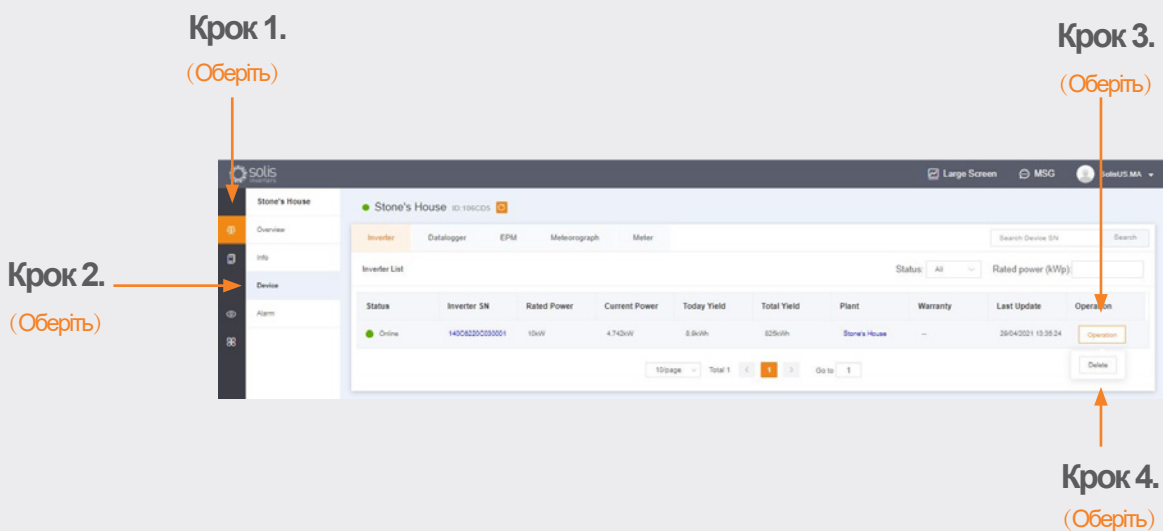 Крок 1.
(Оберіть)
Крок 3.
(Оберіть)
solis
inverters
Large Screen MSG SolisUS.MA
Stone's House
Stone's House ID:106CDS
Overview
Info
Device
Alarm
Inverter Datalogger EPM Meteorograph Meter Search Device SN Search
Inverter List Status: All Rated power (kWp):
Крок 2.
(Оберіть)
Status Inverter SN Rated Power Current Power Today Yield Total Yield Plant Warranty Last Update Operation
Online 10kW 4.742kW 8.9kWh 825kWh Stone's House -- 28/04/2021 13:35:24 Operation
Delete
10/page Total 1 < 1 > Go to 1
Крок 4.
(Оберіть)